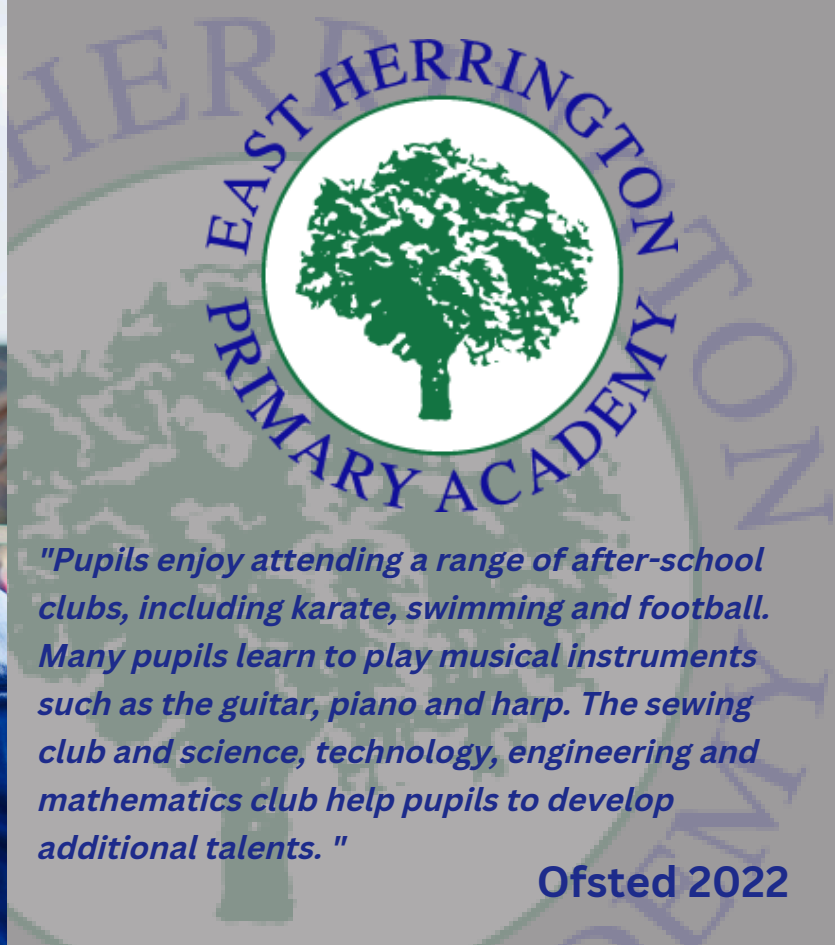 EAST HERRINGTON
PRIMARY ACADEMY
"Pupils enjoy attending a range of after-school
clubs, including karate, swimming and football.
Many pupils learn to play musical instruments
such as the guitar, piano and harp. The sewing
club and science, technology, engineering and
mathematics club help pupils to develop
additional talents. "
Ofsted 2022